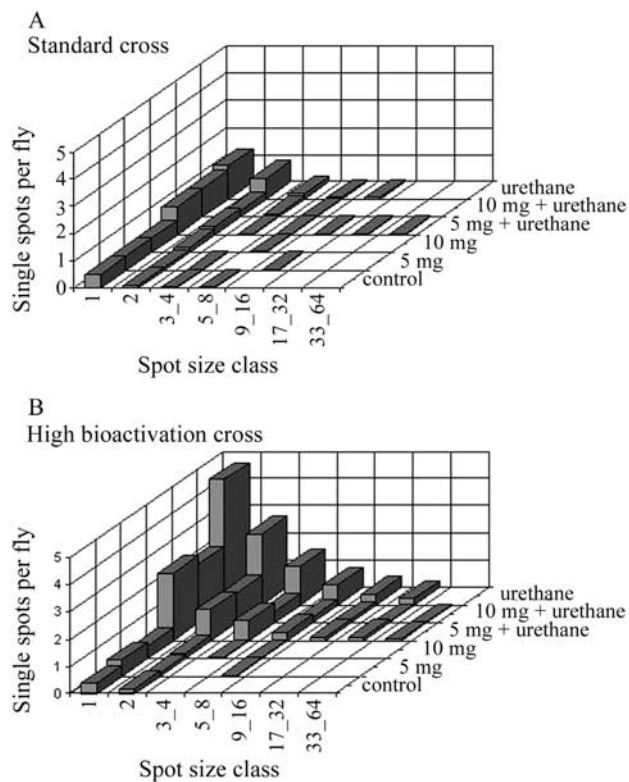 A
Standard cross
Single spots per fly
5
4
3
2
1
0
1
2
3_4
5_8
9_16
17_32
33_64
Spot size class
urethane
10 mg + urethane
5 mg + urethane
10 mg
5 mg
control
B
High bioactivation cross
Single spots per fly
5
4
3
2
1
0
1
2
3_4
5_8
9_16
17_32
33_64
Spot size class
urethane
10 mg + urethane
5 mg + urethane
10 mg
5 mg
control